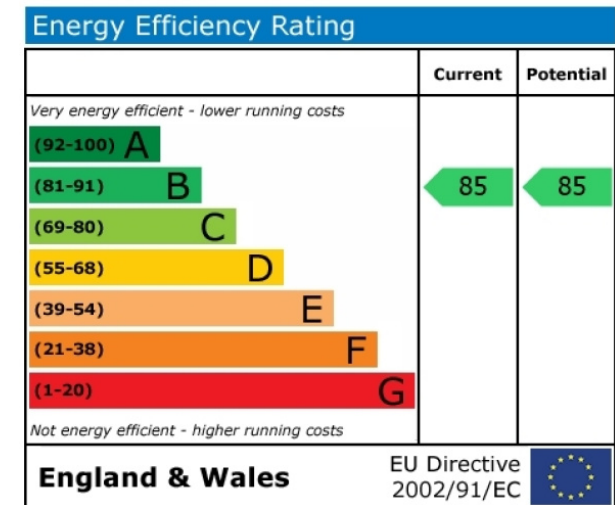 Energy Efficiency Rating
Current Potential
Very energy efficient - lower running costs
(92-100) A
(81-91) B
85 85
(69-80) C
(55-68) D
(39-54) E
(21-38) F
(1-20) G
Not energy efficient - higher running costs
England & Wales
EU Directive
2002/91/EC